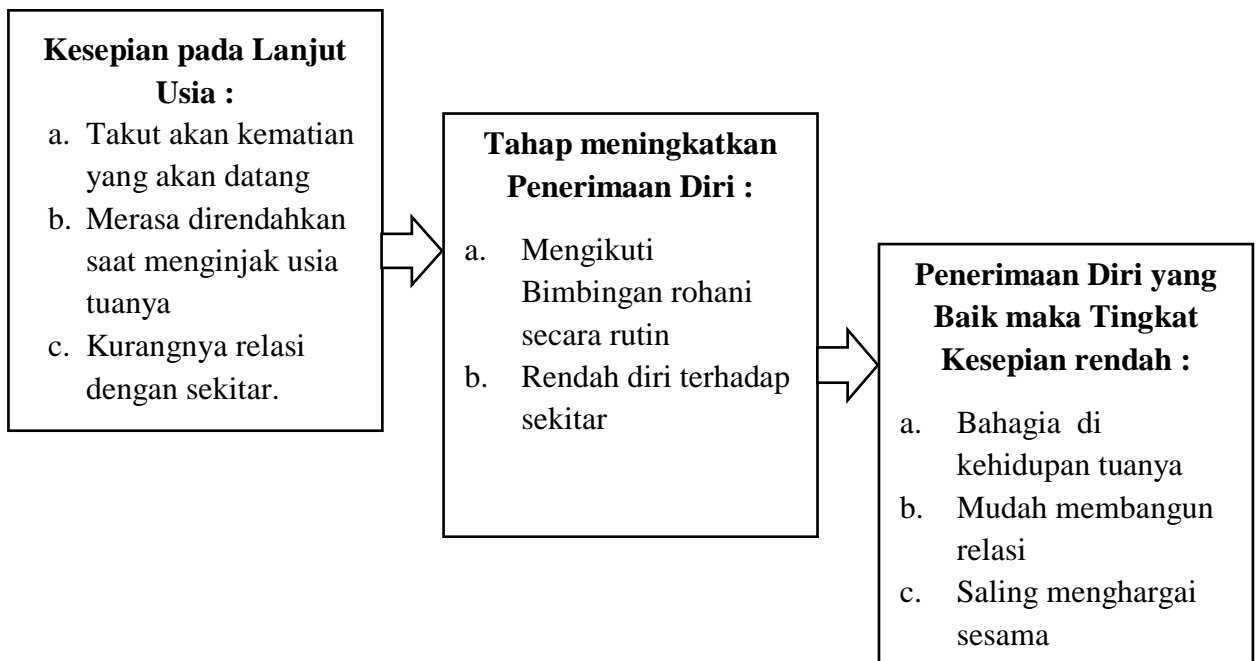 Kesepian pada Lanjut
Usia :
a. Takut akan kematian
yang akan datang
b. Merasa direndahkan
saat menginjak usia
tuanya
c. Kurangnya relasi
dengan sekitar.
Tahap meningkatkan
Penerimaan Diri :
a. Mengikuti
Bimbingan rohani
secara rutin
b. Rendah diri terhadap
sekitar
Penerimaan Diri yang
Baik maka Tingkat
Kesepian rendah :
a. Bahagia di
kehidupan tuanya
b. Mudah membangun
relasi
c. Saling menghargai
sesama